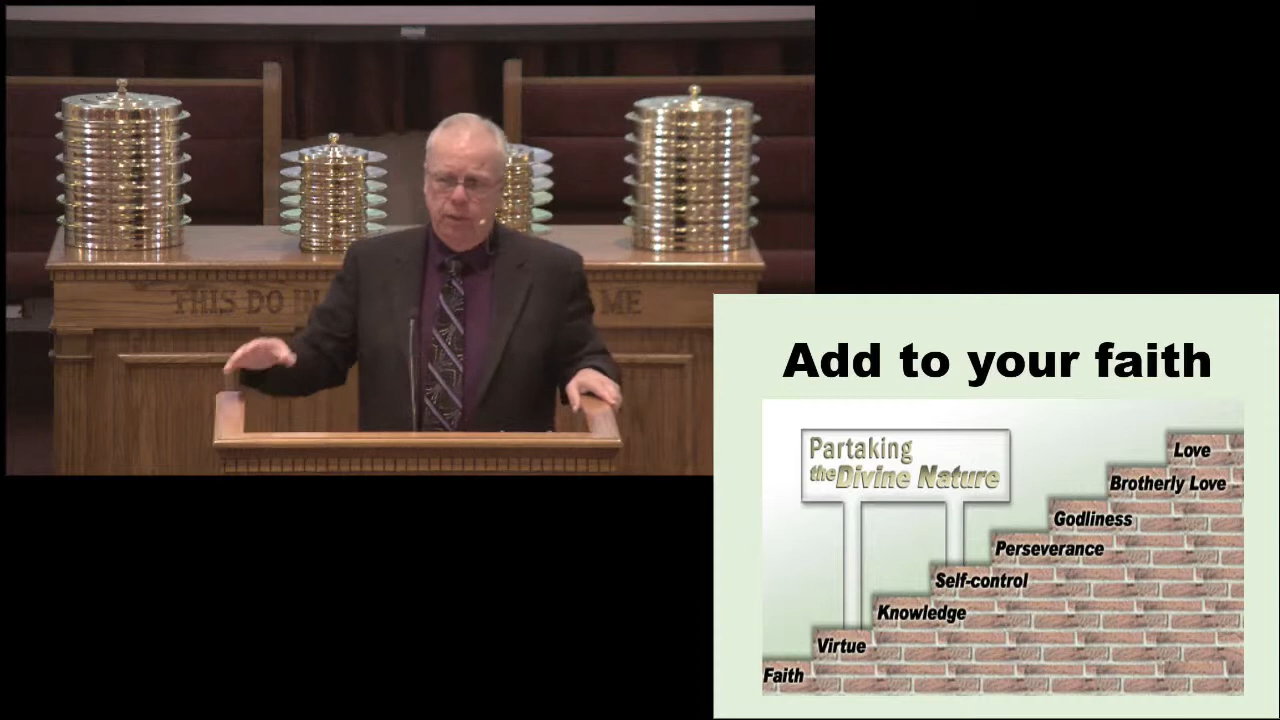 THIS DO IN ME
Add to your faith
Partaking
the Divine Nature
Love
Brotherly Love
Godliness
Perseverance
Self-control
Knowledge
Virtue
Faith